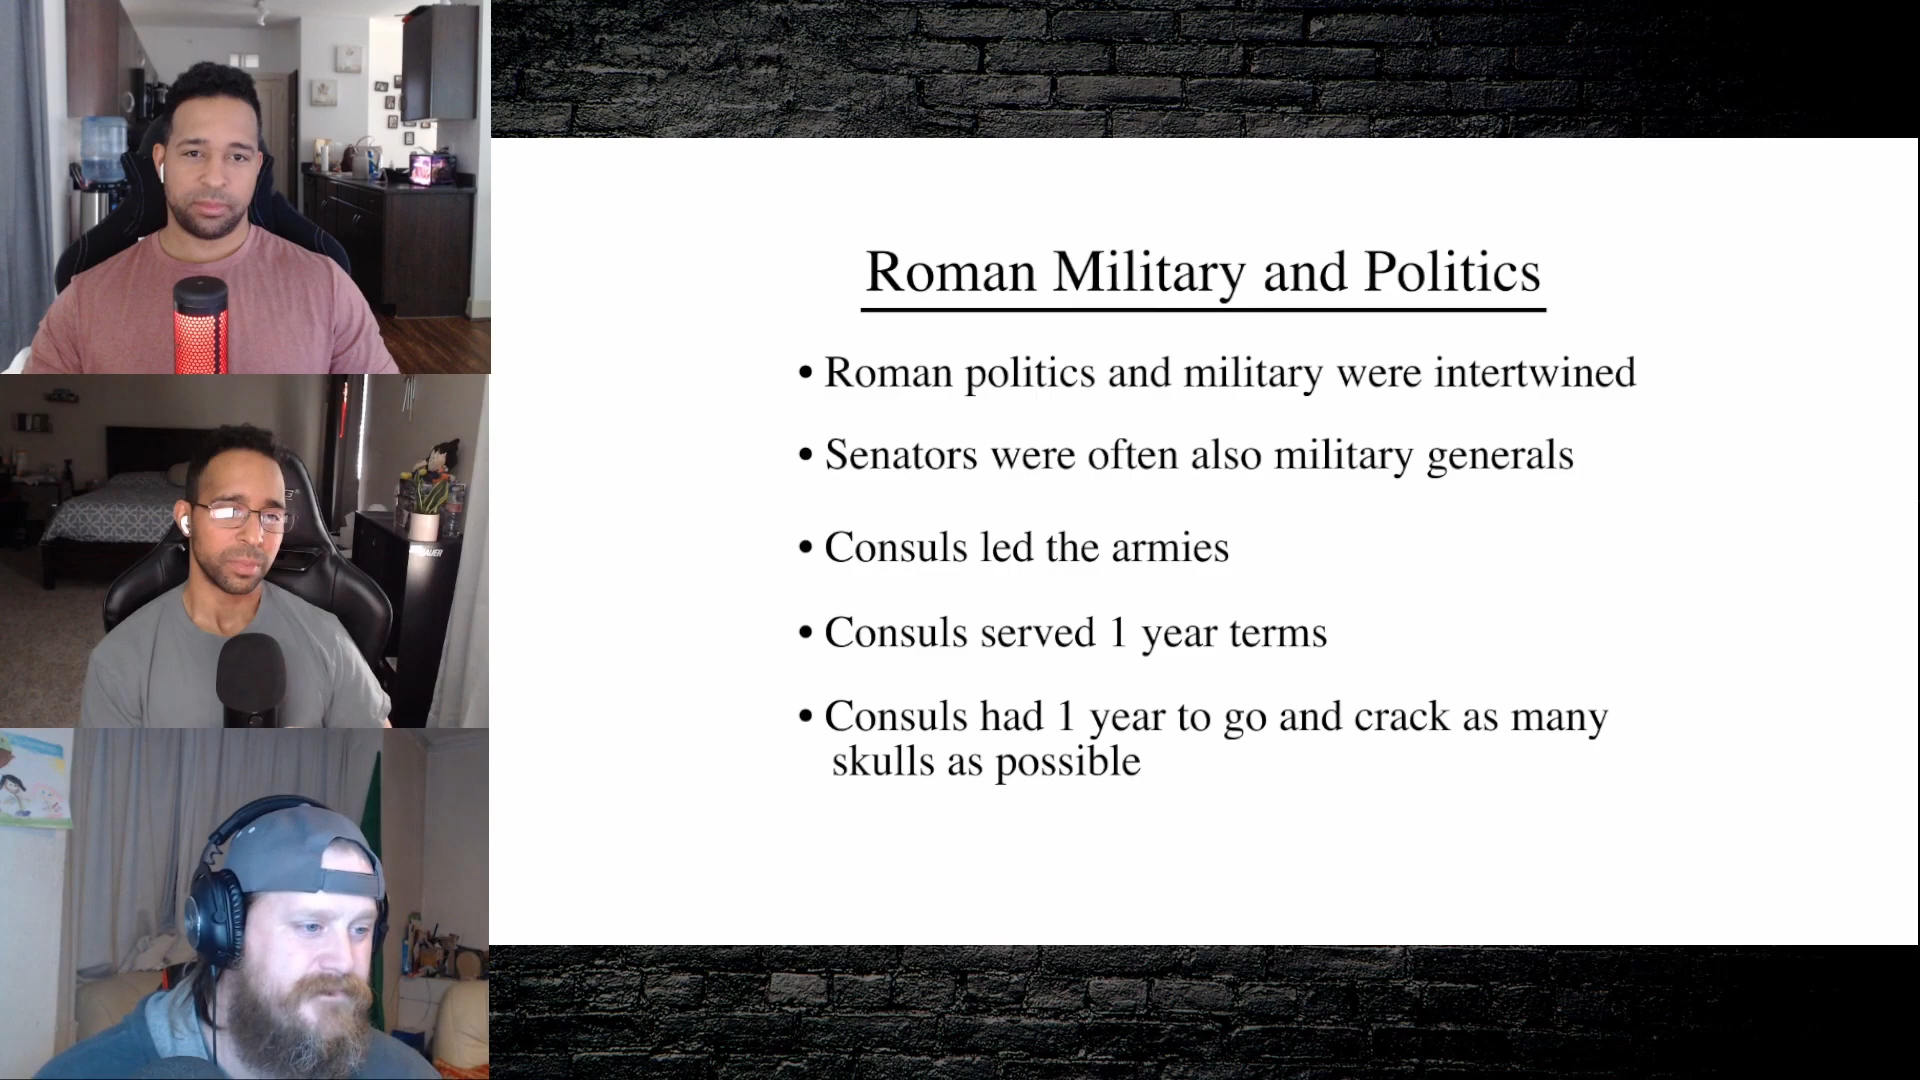 Roman Military and Politics
• Roman politics and military were intertwined
• Senators were often also military generals
• Consuls led the armies
• Consuls served 1 year terms
• Consuls had 1 year to go and crack as many
skulls as possible